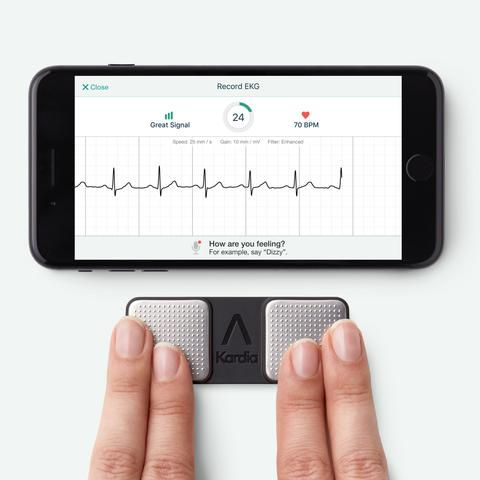 X Close
Record EKG
Great Signal
24
70 BPM
Speed: 25 mm / s Gain: 10 mm / mV Filter: Enhanced
How are you feeling?
For example, say "Dizzy".
Kardia